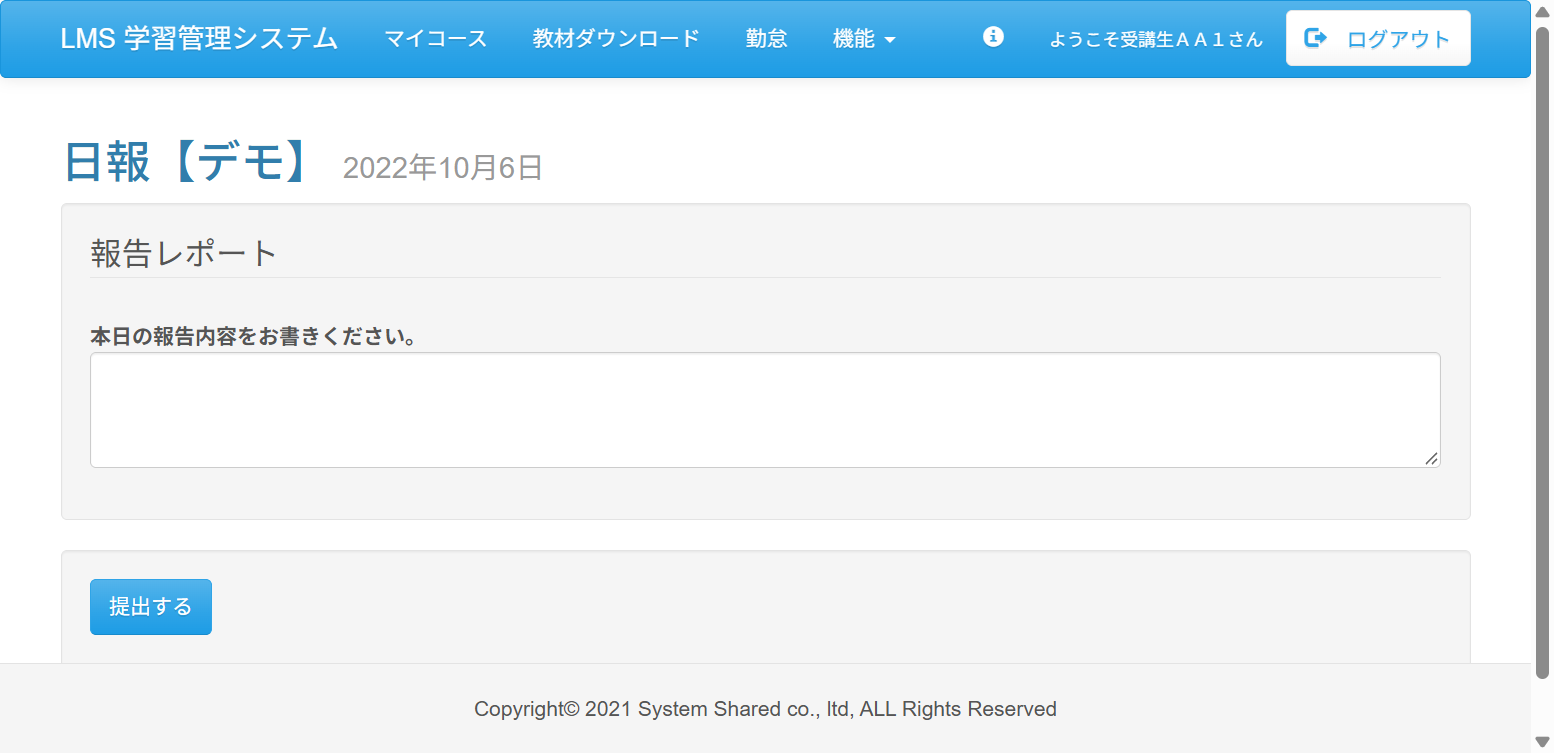 LMS 学習管理システム マイコース 教材ダウンロード 勤怠 機能 ようこそ受講生ＡＡ１さん ログアウト
日報【デモ】 2022年10月6日
報告レポート
本日の報告内容をお書きください。
提出する
Copyright© 2021 System Shared co., ltd, ALL Rights Reserved